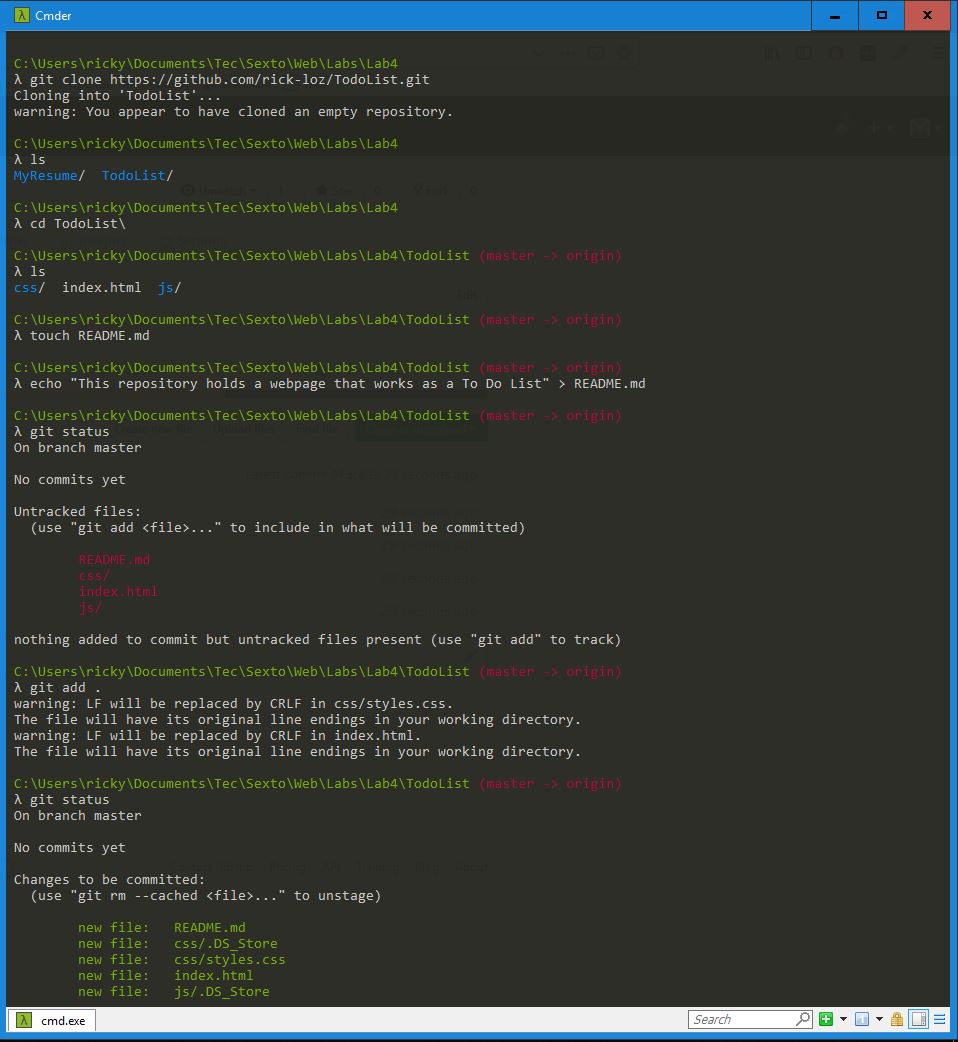 Cmder
C:\Users\ricky\Documents\Tec\Sexto\Web\Labs\Lab4
λ git clone https://github.com/rick-loz/TodoList.git
Cloning into 'TodoList'...
warning: You appear to have cloned an empty repository.
C:\Users\ricky\Documents\Tec\Sexto\Web\Labs\Lab4
λ ls
MyResume/  TodoList/
C:\Users\ricky\Documents\Tec\Sexto\Web\Labs\Lab4
λ cd TodoList\
C:\Users\ricky\Documents\Tec\Sexto\Web\Labs\Lab4\TodoList (master -> origin)
λ ls
css/  index.html  js/
C:\Users\ricky\Documents\Tec\Sexto\Web\Labs\Lab4\TodoList (master -> origin)
λ touch README.md
C:\Users\ricky\Documents\Tec\Sexto\Web\Labs\Lab4\TodoList (master -> origin)
λ echo "This repository holds a webpage that works as a To Do List" > README.md
C:\Users\ricky\Documents\Tec\Sexto\Web\Labs\Lab4\TodoList (master -> origin)
λ git status
On branch master
No commits yet
Untracked files:
  (use "git add <file>..." to include in what will be committed)
        README.md
        css/
        index.html
        js/
nothing added to commit but untracked files present (use "git add" to track)
C:\Users\ricky\Documents\Tec\Sexto\Web\Labs\Lab4\TodoList (master -> origin)
λ git add .
warning: LF will be replaced by CRLF in css/styles.css.
The file will have its original line endings in your working directory.
warning: LF will be replaced by CRLF in index.html.
The file will have its original line endings in your working directory.
C:\Users\ricky\Documents\Tec\Sexto\Web\Labs\Lab4\TodoList (master -> origin)
λ git status
On branch master
No commits yet
Changes to be committed:
  (use "git rm --cached <file>..." to unstage)
        new file:   README.md
        new file:   css/.DS_Store
        new file:   css/styles.css
        new file:   index.html
        new file:   js/.DS_Store
cmd.exe
Search